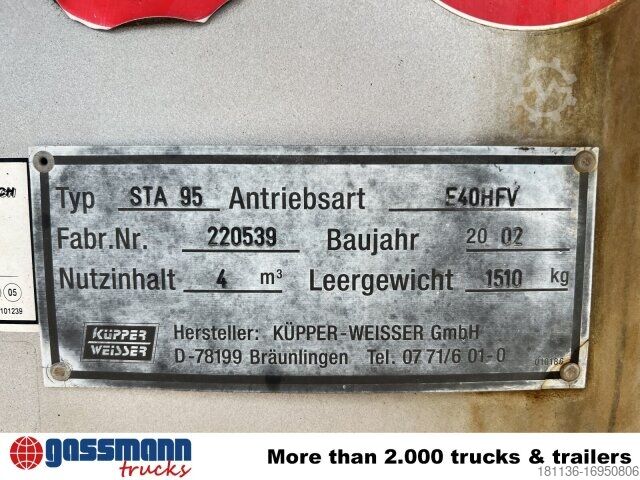 Typ STA 95 Antriebsart E40HFV
Fabr.Nr. 220539 Baujahr 20 02
Nutzinhalt 4 m³ Leergewicht 1510 kg
KÜPPER WEISSER
Hersteller: KÜPPER-WEISSER GmbH
D-78199 Bräunlingen Tel. 07 71/6 01-0
05
101239
gassmann trucks
More than 2.000 trucks & trailers
181136-16950806